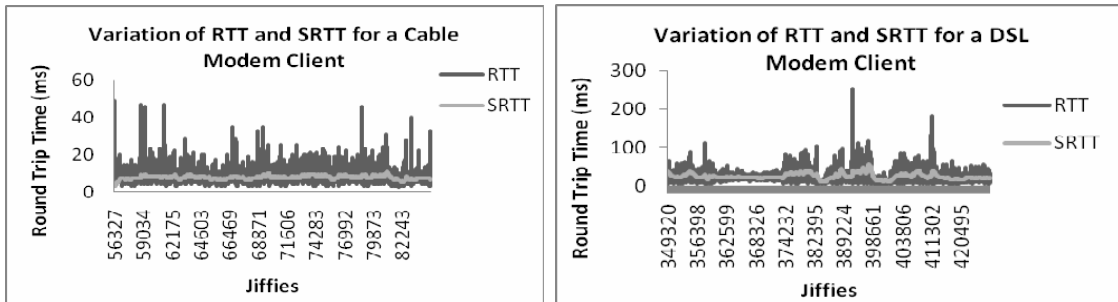 Variation of RTT and SRTT for a Cable
Modem Client
Round Trip Time (ms)
60
40
20
0
56327
59034
62175
64603
66469
68871
71606
74283
76992
79873
82243
Jiffies
RTT
SRTT
Variation of RTT and SRTT for a DSL
Modem Client
Round Trip Time (ms)
300
200
100
0
349320
356398
362599
368326
374232
382395
389224
398661
403806
411302
420495
Jiffies
RTT
SRTT